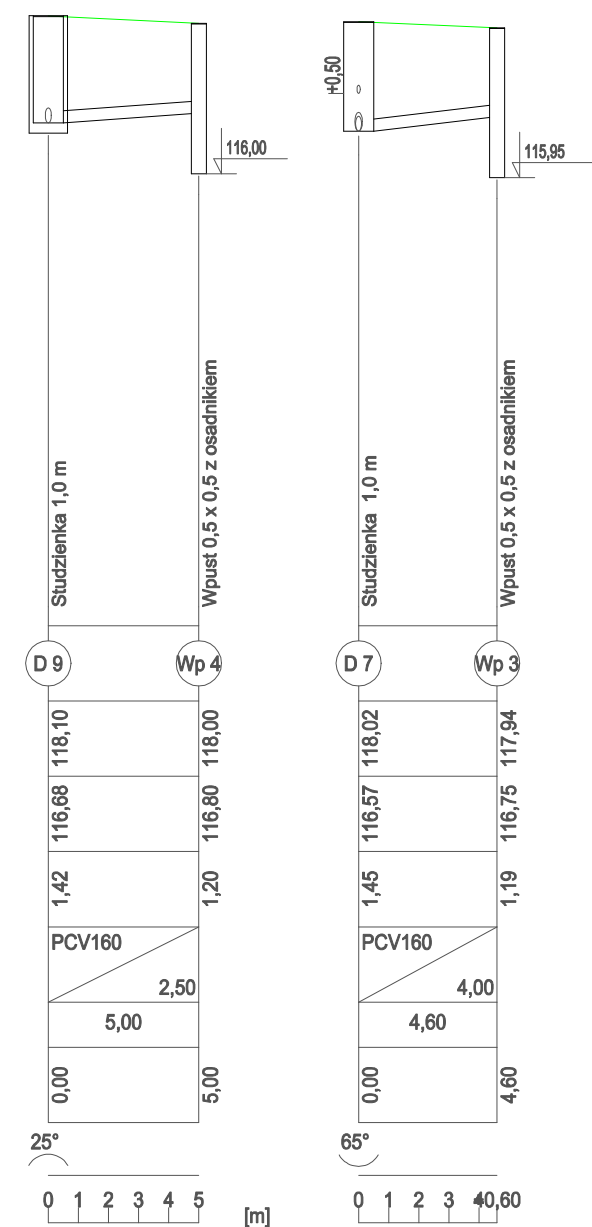 116,00
+0,50
115,95
Studzienka 1,0 m
Wpust 0,5 x 0,5 z osadnikiem
Studzienka 1,0 m
Wpust 0,5 x 0,5 z osadnikiem
D 9
Wp 4
D 7
Wp 3
118,10
118,00
118,02
117,94
116,68
116,80
116,57
116,75
1,42
1,20
1,45
1,19
PCV160
2,50
PCV160
4,00
5,00
4,60
0,00
5,00
0,00
4,60
25°
65°
0 1 2 3 4 5
[m]
0 1 2 3